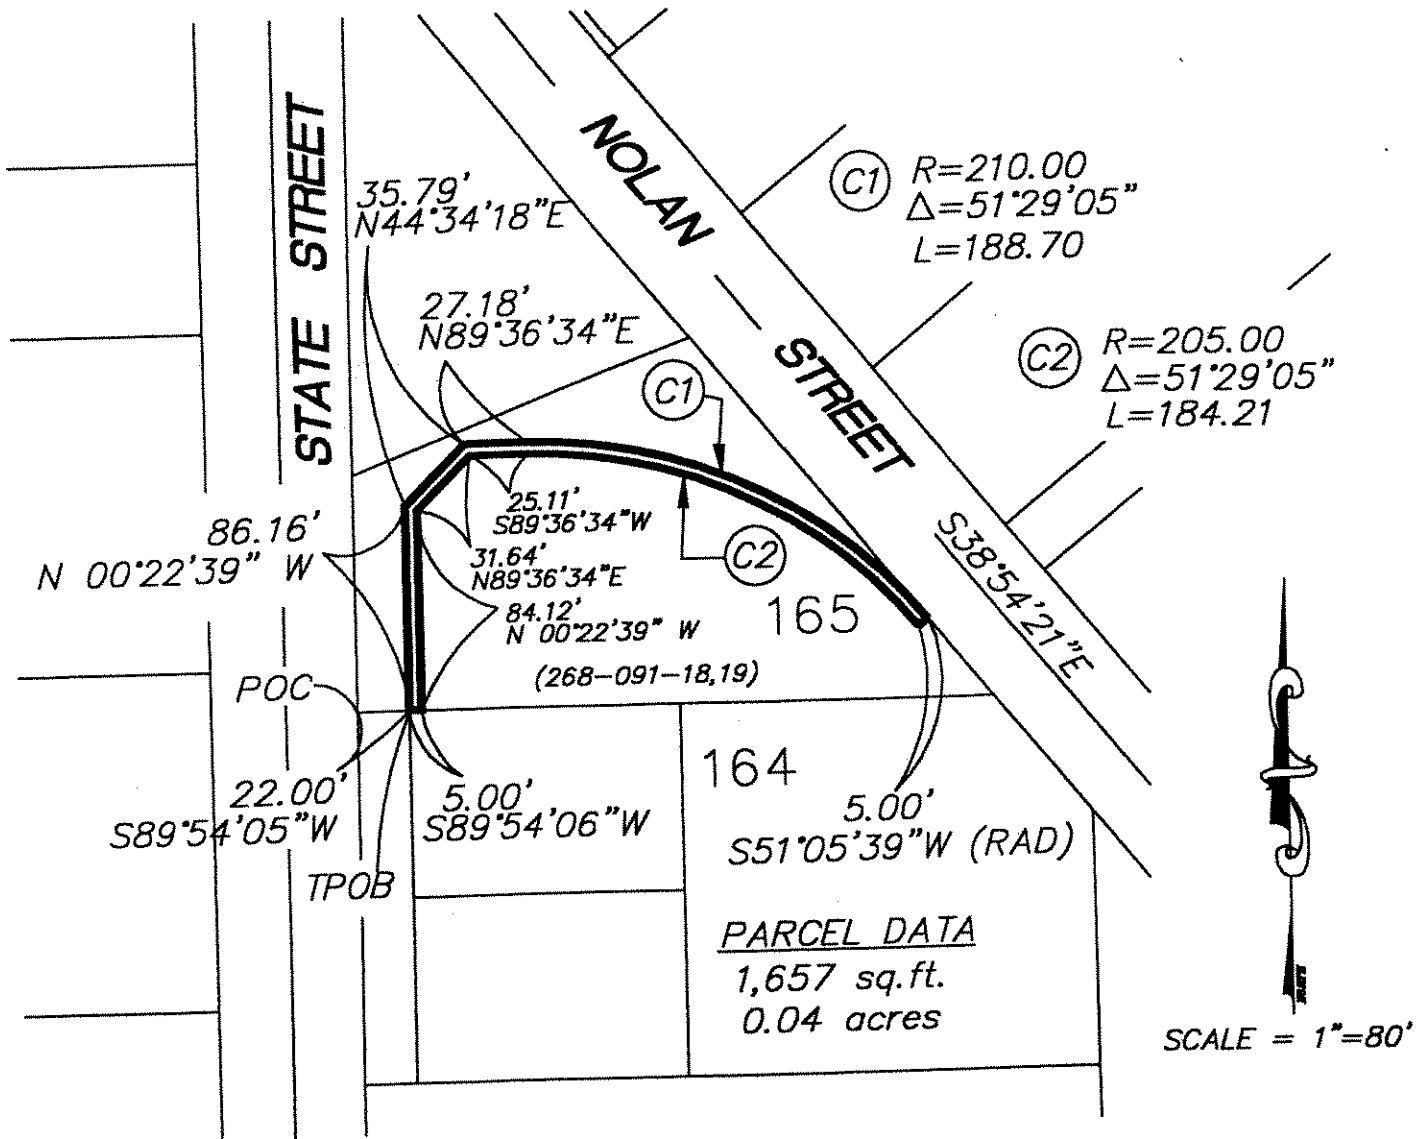 STATE STREET
NOLAN STREET
35.79'
N44°34'18"E
27.18'
N89°36'34"E
C1
R=210.00
Δ=51°29'05"
L=188.70
C2
R=205.00
Δ=51°29'05"
L=184.21
C1
C2
86.16'
N 00°22'39" W
25.11'
S89°36'34"W
31.64'
N89°36'34"E
84.12'
N 00°22'39" W
165
(268-091-18,19)
S38°54'21"E
POC
22.00'
S89°54'05"W
5.00'
S89°54'06"W
164
5.00'
S51°05'39"W (RAD)
TPOB
PARCEL DATA
1,657 sq.ft.
0.04 acres
SCALE = 1"=80'